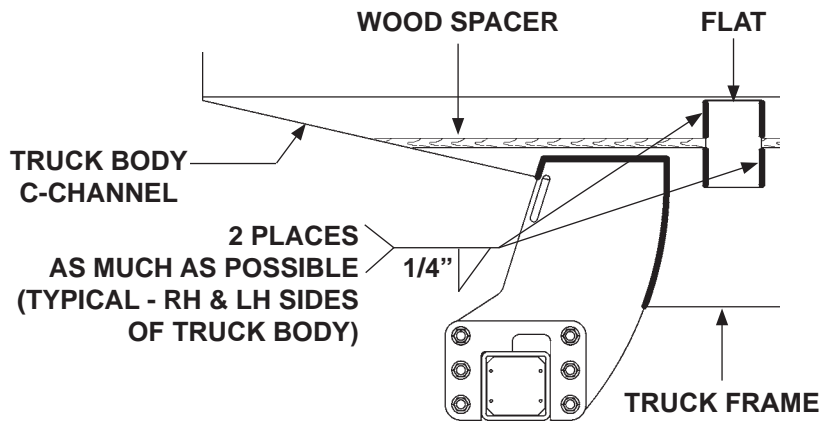 WOOD SPACER
FLAT
TRUCK BODY
C-CHANNEL
2 PLACES
AS MUCH AS POSSIBLE
(TYPICAL - RH & LH SIDES
OF TRUCK BODY)
1/4”
TRUCK FRAME